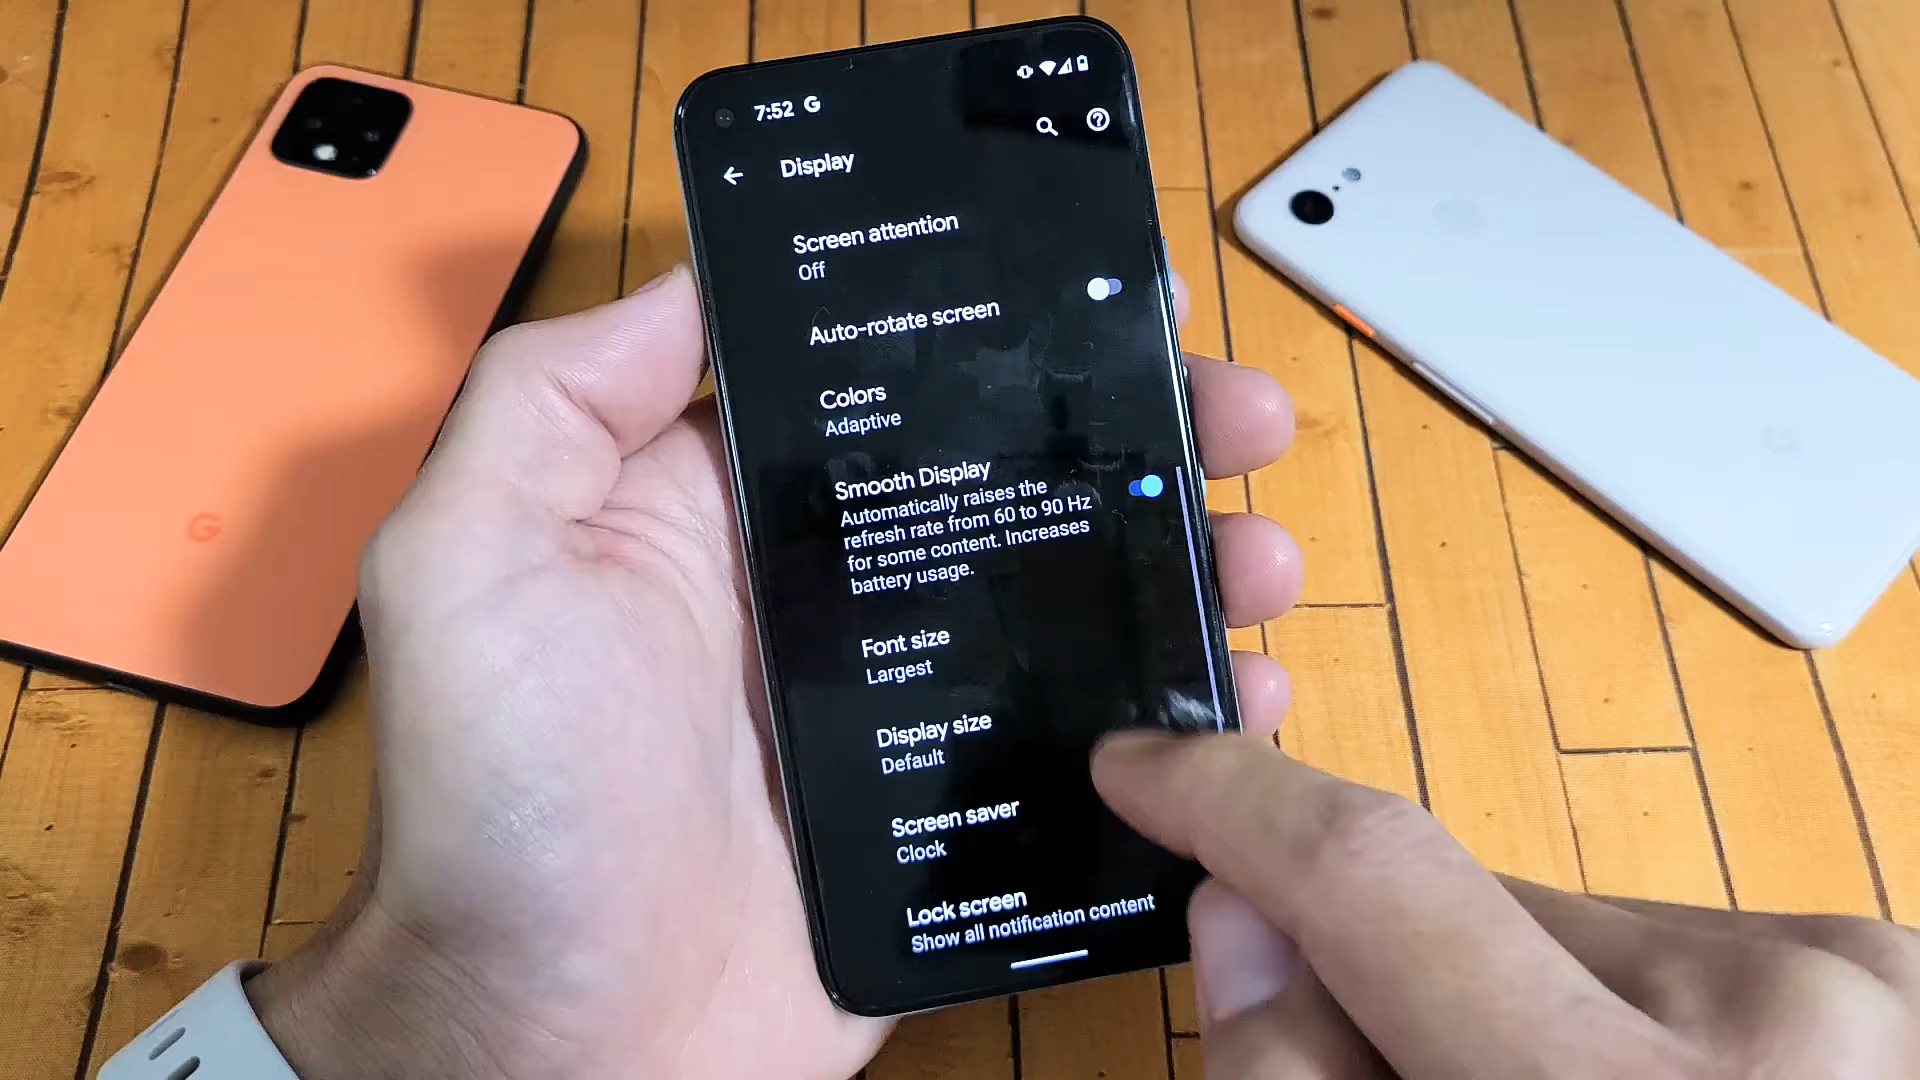 7:52 G
Display
Screen attention
Off
Auto-rotate screen
Colors
Adaptive
Smooth Display
Automatically raises the
refresh rate from 60 to 90 Hz
for some content. Increases
battery usage.
Font size
Largest
Display size
Default
Screen saver
Clock
Lock screen
Show all notification content
G
G